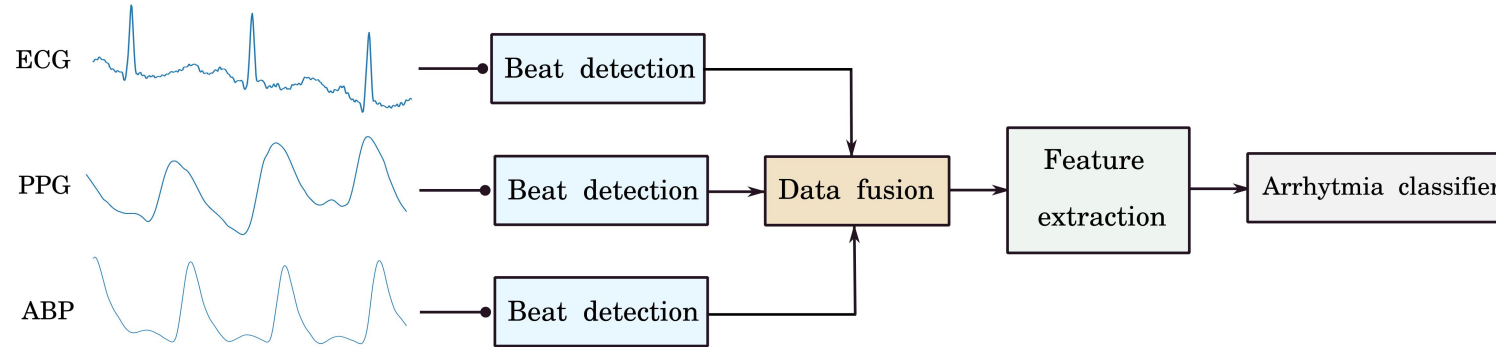 ECG
Beat detection
PPG
Beat detection
Data fusion
Feature
extraction
Arrhytmia classifier
ABP
Beat detection